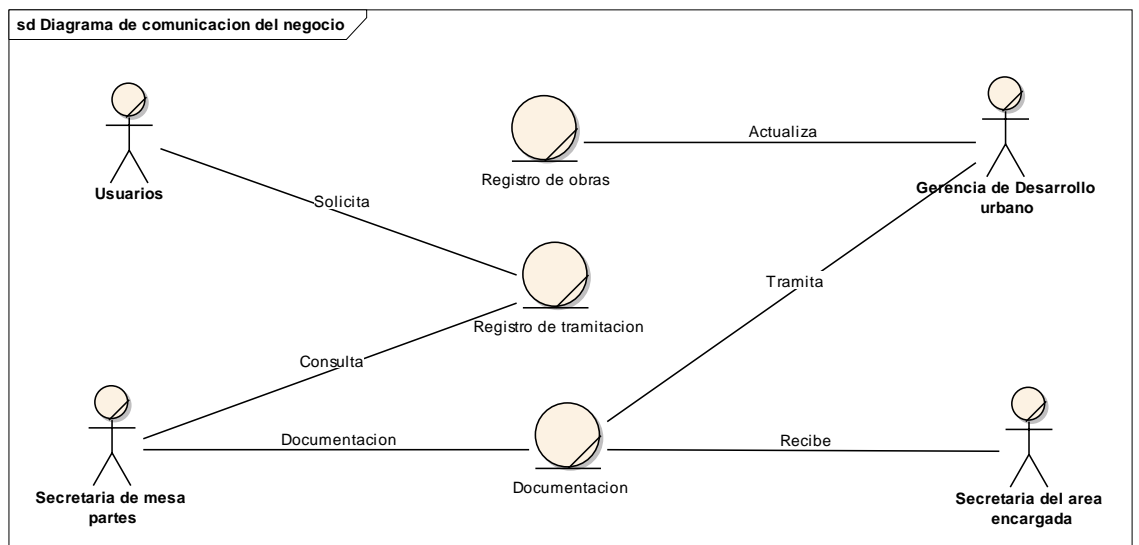 sd Diagrama de comunicacion del negocio
Usuarios
Solicita
Registro de obras
Actualiza
Gerencia de Desarrollo
urbano
Tramita
Registro de tramitacion
Consulta
Secretaria de mesa
partes
Documentacion
Documentacion
Recibe
Secretaria del area
encargada